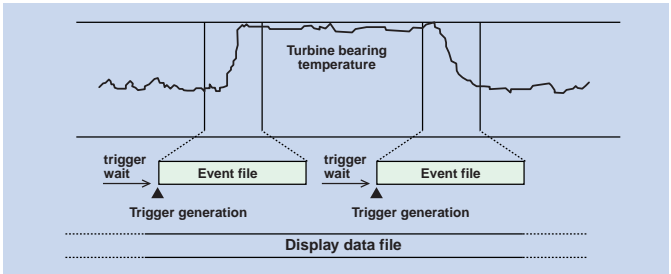 Turbine bearing
temperature
trigger
wait
Event file
trigger
wait
Event file
Trigger generation
Trigger generation
Display data file